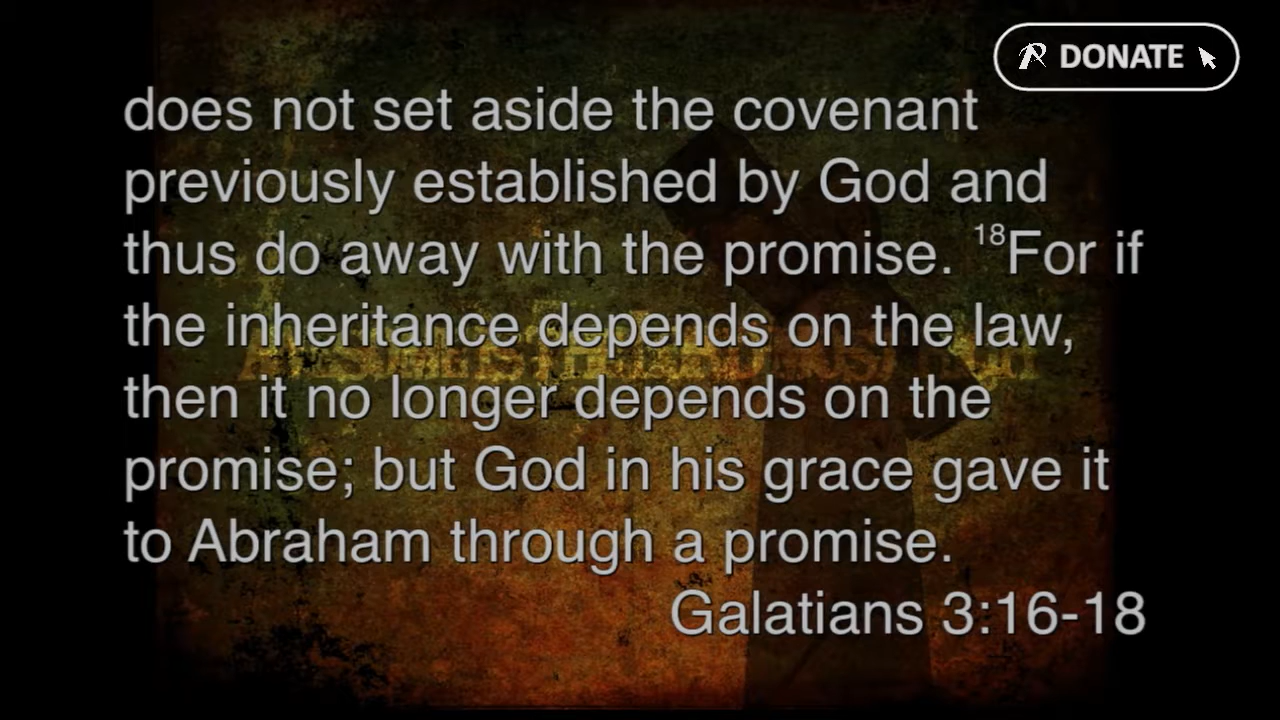 DONATE
does not set aside the covenant
previously established by God and
thus do away with the promise. 18For if
the inheritance depends on the law,
then it no longer depends on the
promise; but God in his grace gave it
to Abraham through a promise.
Galatians 3:16-18